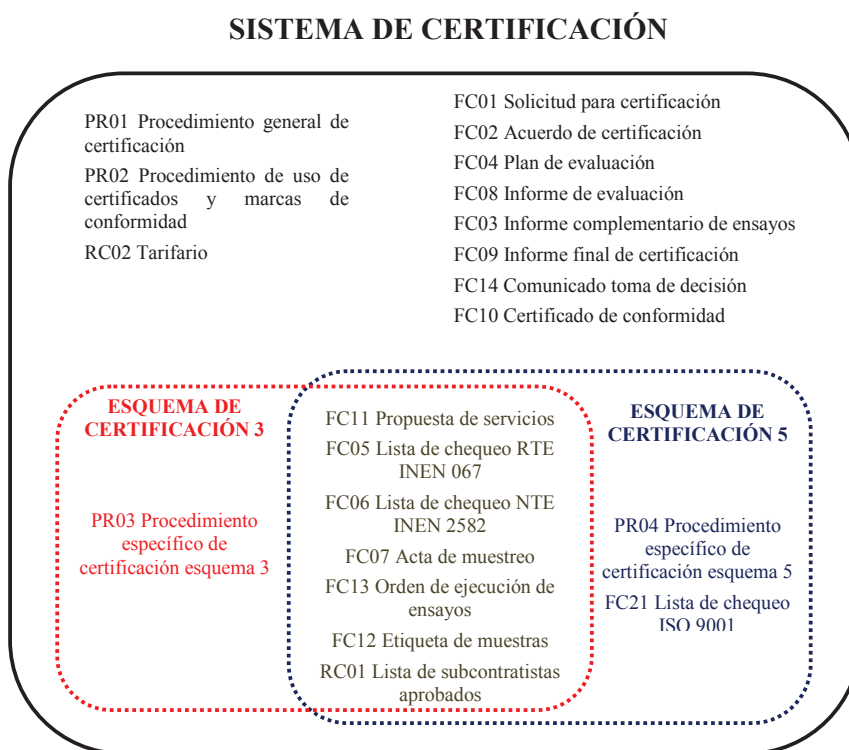 SISTEMA DE CERTIFICACIÓN
PR01 Procedimiento general de
certificación
PR02 Procedimiento de uso de
certificados y marcas de
conformidad
RC02 Tarifario
FC01 Solicitud para certificación
FC02 Acuerdo de certificación
FC04 Plan de evaluación
FC08 Informe de evaluación
FC03 Informe complementario de ensayos
FC09 Informe final de certificación
FC14 Comunicado toma de decisión
FC10 Certificado de conformidad
ESQUEMA DE
CERTIFICACIÓN 3
PR03 Procedimiento
específico de
certificación esquema 3
FC11 Propuesta de servicios
FC05 Lista de chequeo RTE
INEN 067
FC06 Lista de chequeo NTE
INEN 2582
FC07 Acta de muestreo
FC13 Orden de ejecución de
ensayos
FC12 Etiqueta de muestras
RC01 Lista de subcontratistas
aprobados
ESQUEMA DE
CERTIFICACIÓN 5
PR04 Procedimiento
específico de
certificación esquema 5
FC21 Lista de chequeo
ISO 9001